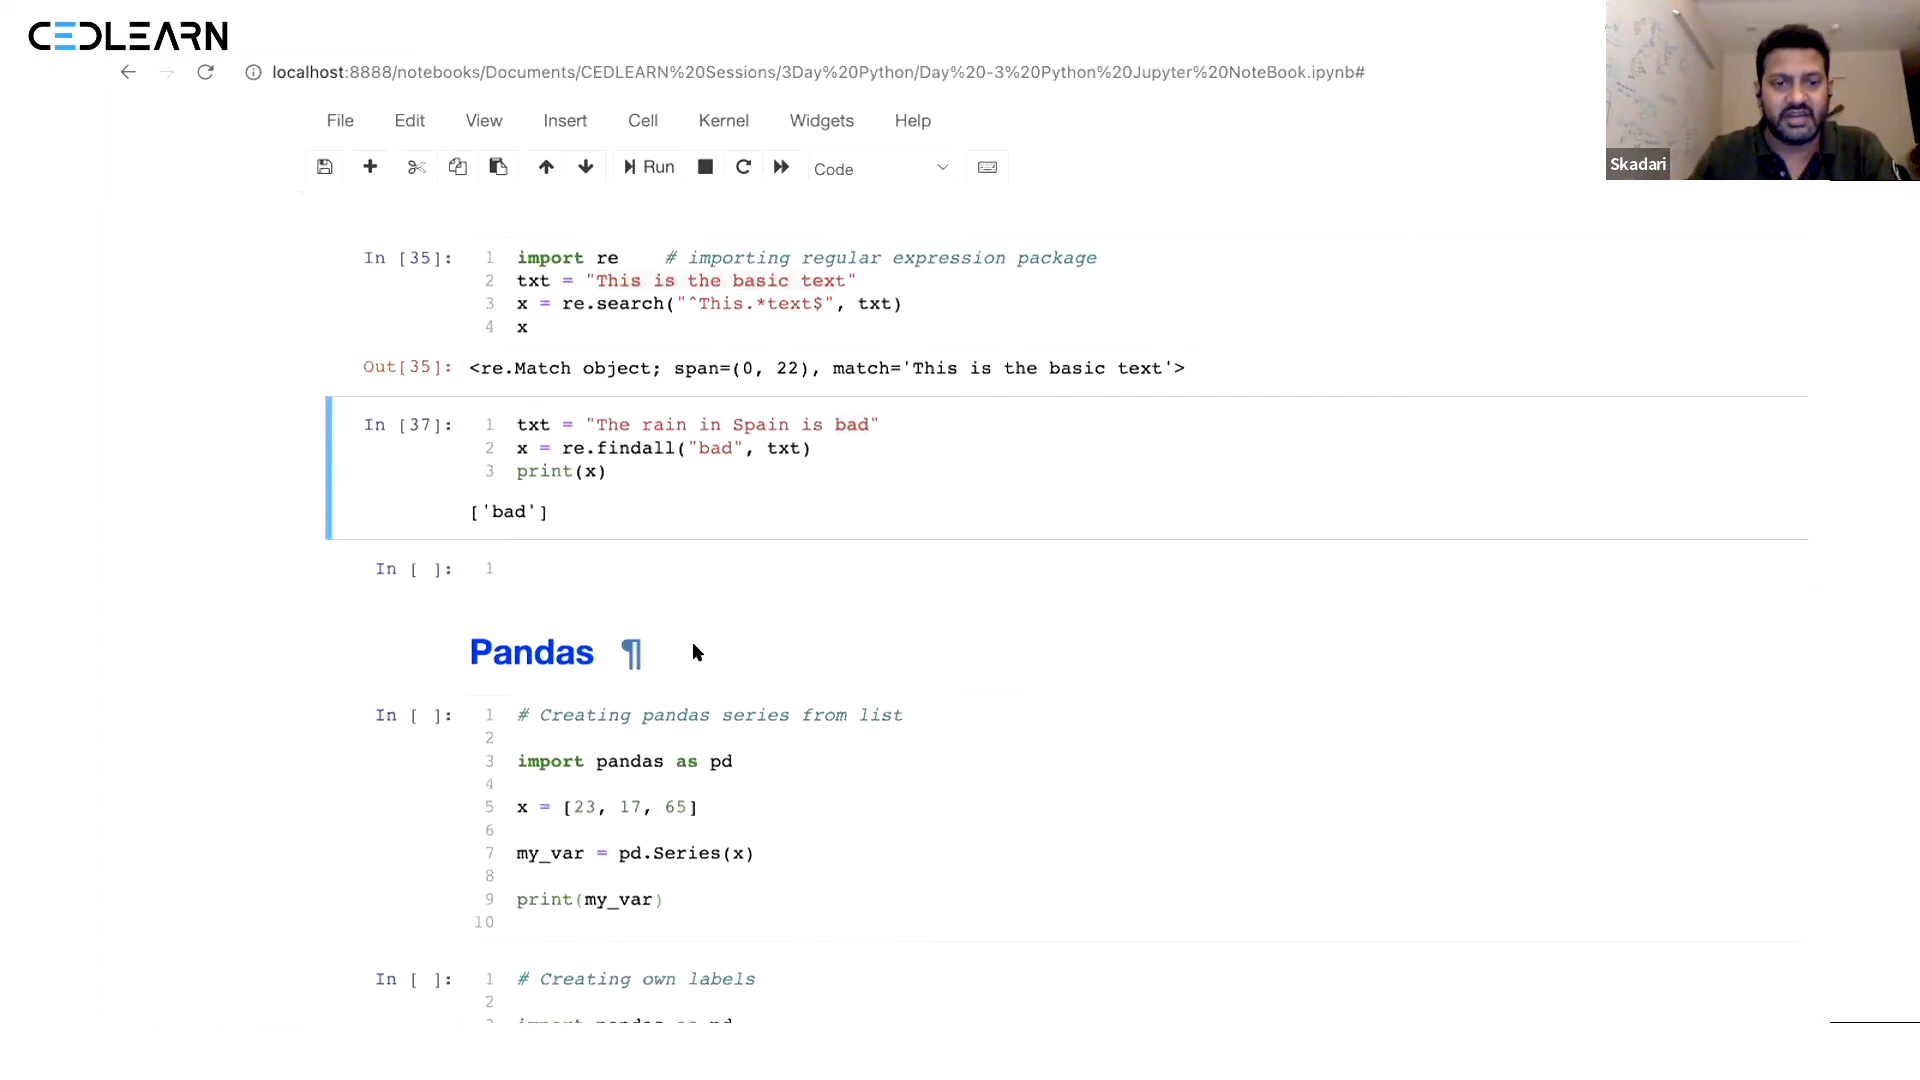 CEDLEARN
localhost:8888/notebooks/Documents/CEDLEARN%20Sessions/3Day%20Python/Day%20-3%20Python%20Jupyter%20NoteBook.ipynb#
File Edit View Insert Cell Kernel Widgets Help
Run Code
Skadari
In [35]: 1 import re # importing regular expression package
2 txt = "This is the basic text"
3 x = re.search("^This.*text$", txt)
4 x
Out[35]: <re.Match object; span=(0, 22), match='This is the basic text'>
In [37]: 1 txt = "The rain in Spain is bad"
2 x = re.findall("bad", txt)
3 print(x)
['bad']
In [ ]: 1
Pandas ¶
In [ ]: 1 # Creating pandas series from list
2
3 import pandas as pd
4
5 x = [23, 17, 65]
6
7 my_var = pd.Series(x)
8
9 print(my_var)
10
In [ ]: 1 # Creating own labels
2
3 import pandas as pd